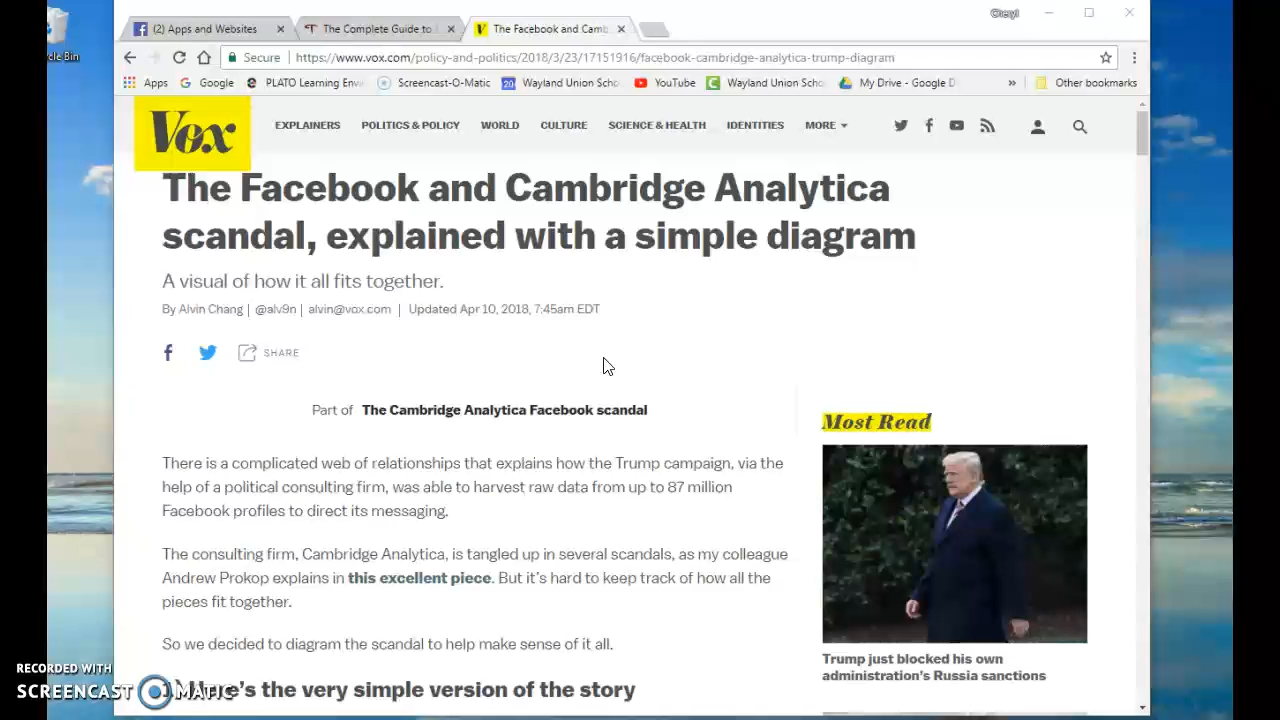 Cheryl
cle Bin
(2) Apps and Websites
The Complete Guide to
The Facebook and Camb
Secure
https://www.vox.com/policy-and-politics/2018/3/23/17151916/facebook-cambridge-analytica-trump-diagram
Apps
Google
PLATO Learning Envi
Screencast-O-Matic
20
Wayland Union Scho
YouTube
Wayland Union Scho
My Drive - Google D
»
Other bookmarks
Vox
EXPLAINERS
POLITICS & POLICY
WORLD
CULTURE
SCIENCE & HEALTH
IDENTITIES
MORE
The Facebook and Cambridge Analytica
scandal, explained with a simple diagram
A visual of how it all fits together.
By Alvin Chang | @alv9n | alvin@vox.com | Updated Apr 10, 2018, 7:45am EDT
SHARE
Part of The Cambridge Analytica Facebook scandal
There is a complicated web of relationships that explains how the Trump campaign, via the
help of a political consulting firm, was able to harvest raw data from up to 87 million
Facebook profiles to direct its messaging.
The consulting firm, Cambridge Analytica, is tangled up in several scandals, as my colleague
Andrew Prokop explains in this excellent piece. But it's hard to keep track of how all the
pieces fit together.
So we decided to diagram the scandal to help make sense of it all.
the very simple version of the story
Most Read
Trump just blocked his own
administration's Russia sanctions
RECORDED WITH
SCREENCAST MATIC